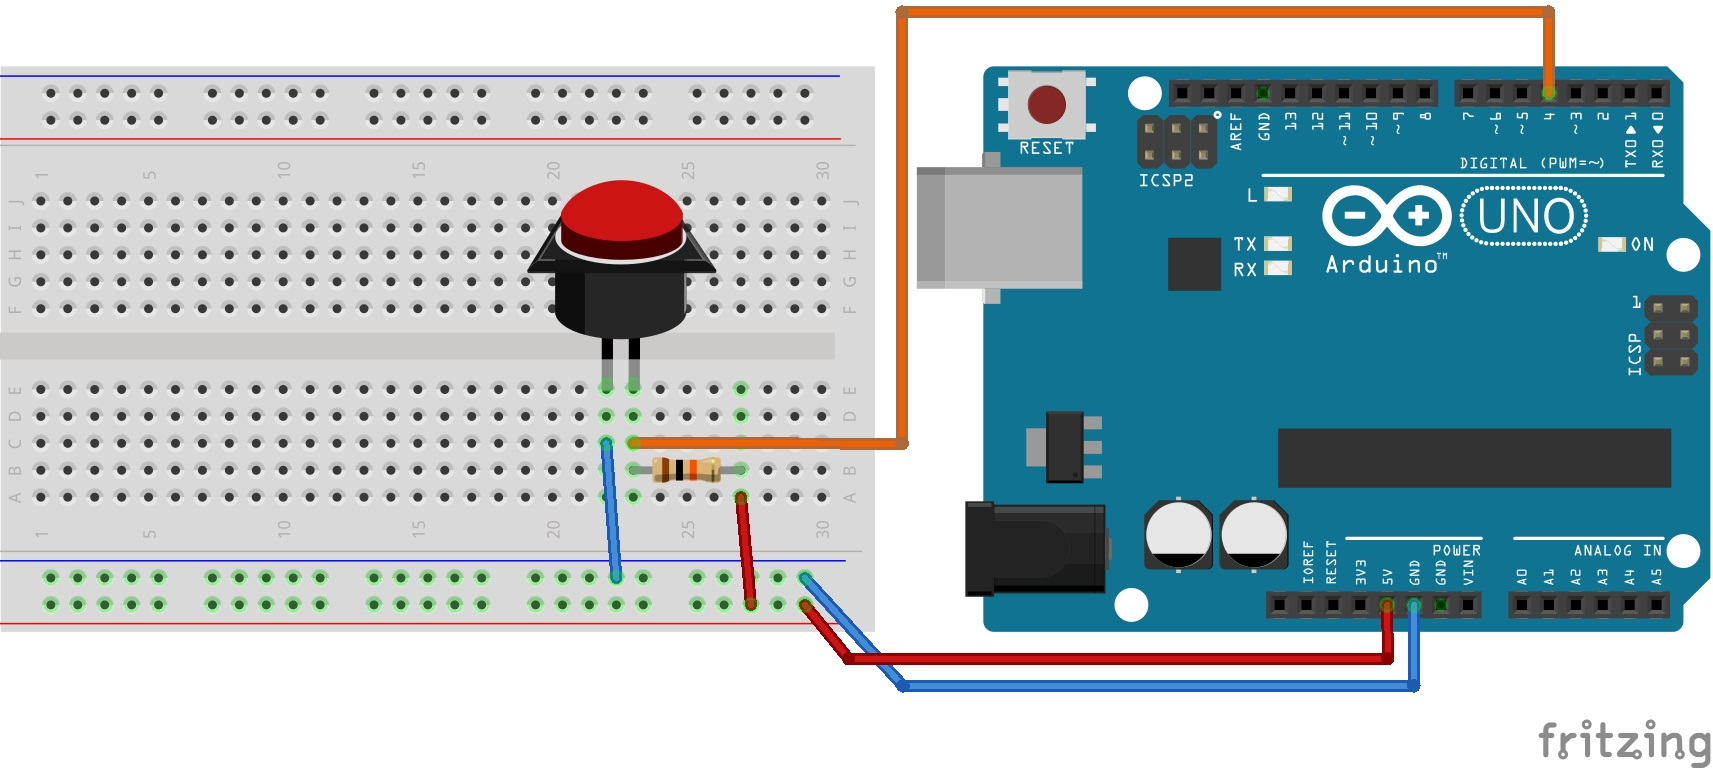 1 5 10 15 20 25 30
J J
I I
H H
G G
F F
E E
D D
C C
B B
A A
1 5 10 15 20 25 30
RESET
ICSP2
AREF
GND
13
12
~11
~10
~9
8
7
~6
~5
4
~3
2
TX0▶1
RX0◀0
DIGITAL (PWM=~)
L
TX
RX
UNO
Arduino™
ON
1
ICSP
IOREF
RESET
3V3
5V
GND
GND
VIN
POWER
ANALOG IN
A0
A1
A2
A3
A4
A5
fritzing